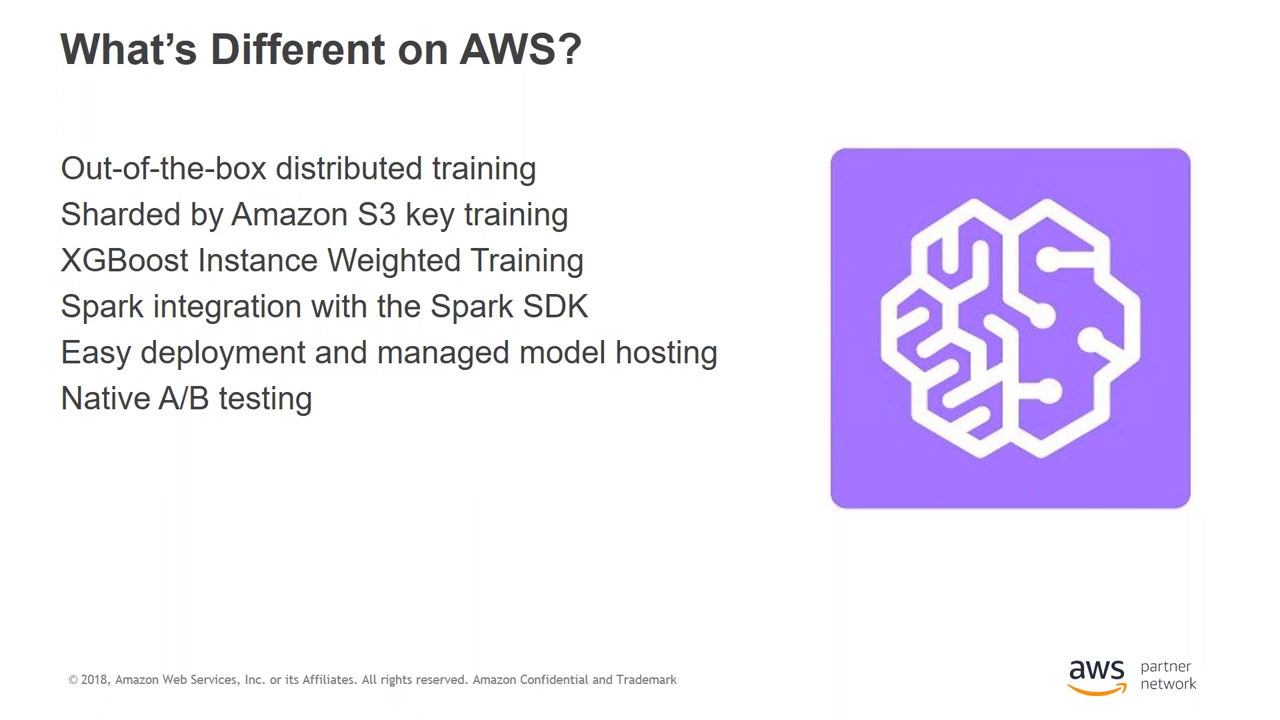 What’s Different on AWS?
Out-of-the-box distributed training
Sharded by Amazon S3 key training
XGBoost Instance Weighted Training
Spark integration with the Spark SDK
Easy deployment and managed model hosting
Native A/B testing
© 2018, Amazon Web Services, Inc. or its Affiliates. All rights reserved. Amazon Confidential and Trademark
aws partner
network